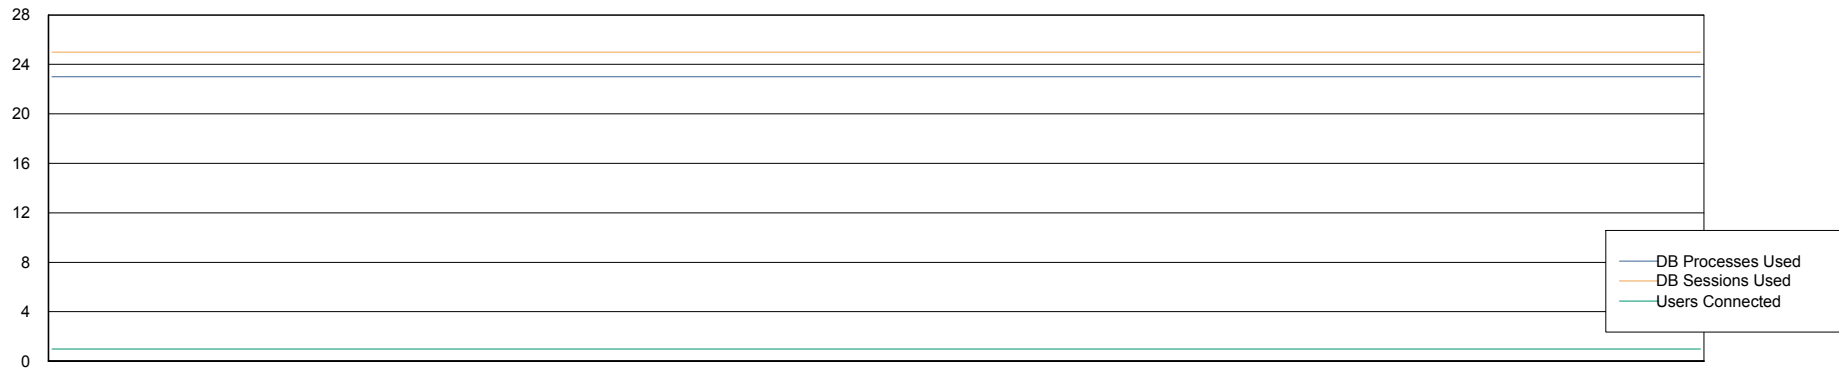 28
24
20
16
12
8
4
0
DB Processes Used
DB Sessions Used
Users Connected